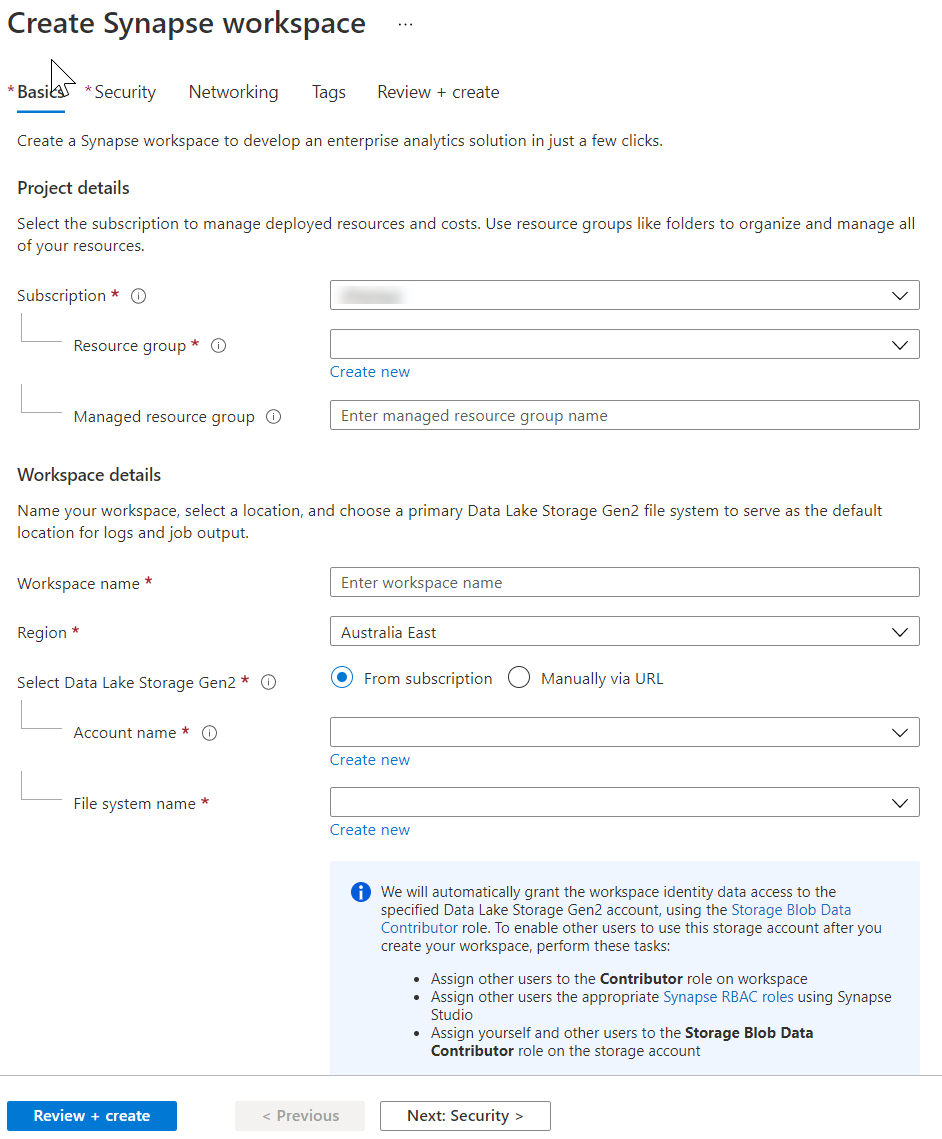 Create Synapse workspace ...
* Basics * Security Networking Tags Review + create
Create a Synapse workspace to develop an enterprise analytics solution in just a few clicks.
Project details
Select the subscription to manage deployed resources and costs. Use resource groups like folders to organize and manage all
of your resources.
Subscription *
Resource group *
Create new
Managed resource group
Enter managed resource group name
Workspace details
Name your workspace, select a location, and choose a primary Data Lake Storage Gen2 file system to serve as the default
location for logs and job output.
Workspace name *
Enter workspace name
Region *
Australia East
Select Data Lake Storage Gen2 *
From subscription Manually via URL
Account name *
Create new
File system name *
Create new
We will automatically grant the workspace identity data access to the
specified Data Lake Storage Gen2 account, using the Storage Blob Data
Contributor role. To enable other users to use this storage account after you
create your workspace, perform these tasks:
• Assign other users to the Contributor role on workspace
• Assign other users the appropriate Synapse RBAC roles using Synapse
Studio
• Assign yourself and other users to the Storage Blob Data
Contributor role on the storage account
Review + create < Previous Next: Security >